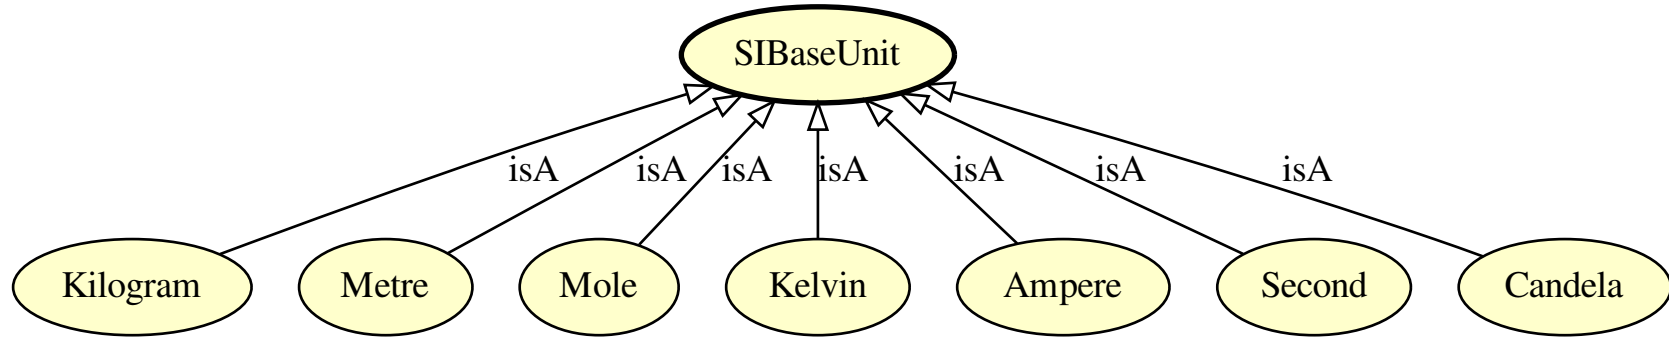 SIBaseUnit
isA isA isA isA isA isA isA
Kilogram Metre Mole Kelvin Ampere Second Candela